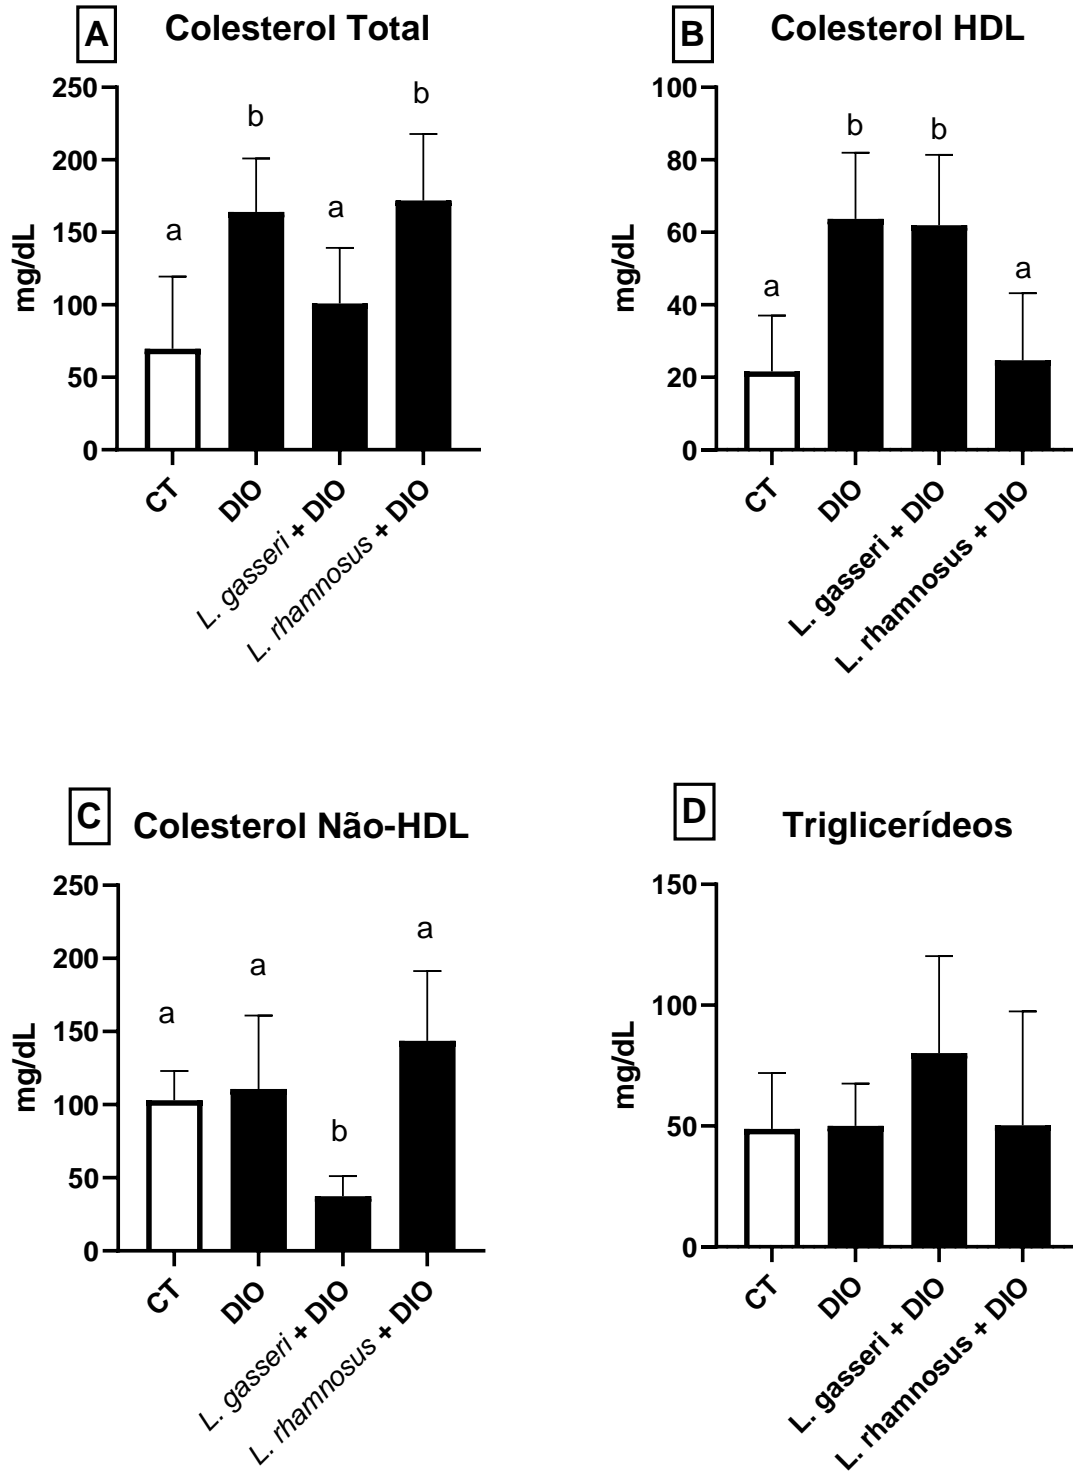 A Colesterol Total
250
200
150
100
50
0
mg/dL
a
b
a
b
CT
DIO
L. gasseri + DIO
L. rhamnosus + DIO
B Colesterol HDL
100
80
60
40
20
0
mg/dL
a
b
b
a
CT
DIO
L. gasseri + DIO
L. rhamnosus + DIO
C Colesterol Não-HDL
250
200
150
100
50
0
mg/dL
a
a
b
a
CT
DIO
L. gasseri + DIO
L. rhamnosus + DIO
D Triglicerídeos
150
100
50
0
mg/dL
CT
DIO
L. gasseri + DIO
L. rhamnosus + DIO